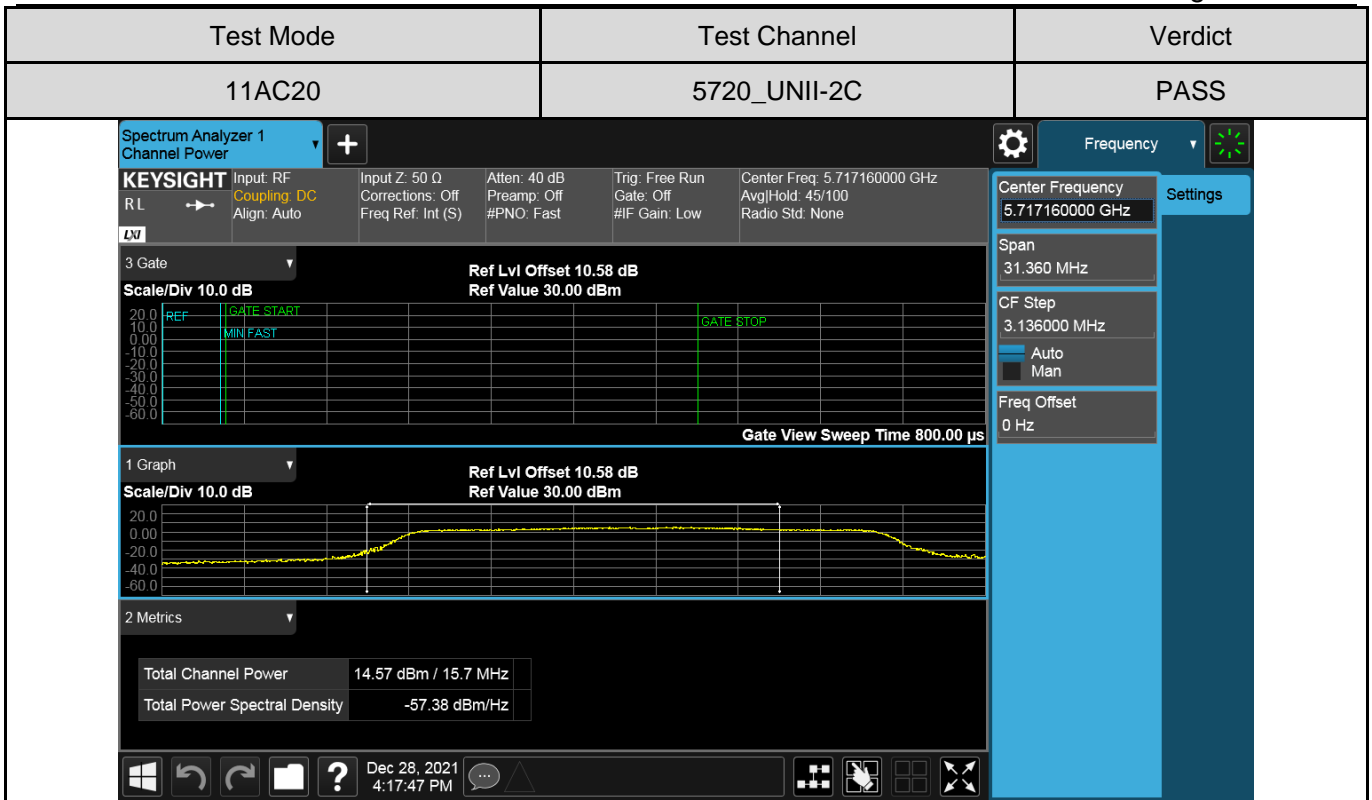 Test Mode Test Channel Verdict
11AC20 5720_UNII-2C PASS
Spectrum Analyzer 1
Channel Power
Frequency
KEYSIGHT Input: RF Input Z: 50 Ω Atten: 40 dB Trig: Free Run Center Freq: 5.717160000 GHz
RL Coupling: DC Corrections: Off Preamp: Off Gate: Off Avg|Hold: 45/100
Align: Auto Freq Ref: Int (S) #PNO: Fast #IF Gain: Low Radio Std: None
LXI
Center Frequency
5.717160000 GHz
Settings
Span
31.360 MHz
CF Step
3.136000 MHz
Auto
Man
Freq Offset
0 Hz
3 Gate
Ref Lvl Offset 10.58 dB
Scale/Div 10.0 dB Ref Value 30.00 dBm
20.0 REF GATE START
10.0 GATE STOP
0.00 MIN FAST
-10.0
-20.0
-30.0
-40.0
-50.0
-60.0
Gate View Sweep Time 800.00 µs
1 Graph
Ref Lvl Offset 10.58 dB
Scale/Div 10.0 dB Ref Value 30.00 dBm
20.0
0.00
-20.0
-40.0
-60.0
2 Metrics
Total Channel Power 14.57 dBm / 15.7 MHz
Total Power Spectral Density -57.38 dBm/Hz
? Dec 28, 2021
4:17:47 PM